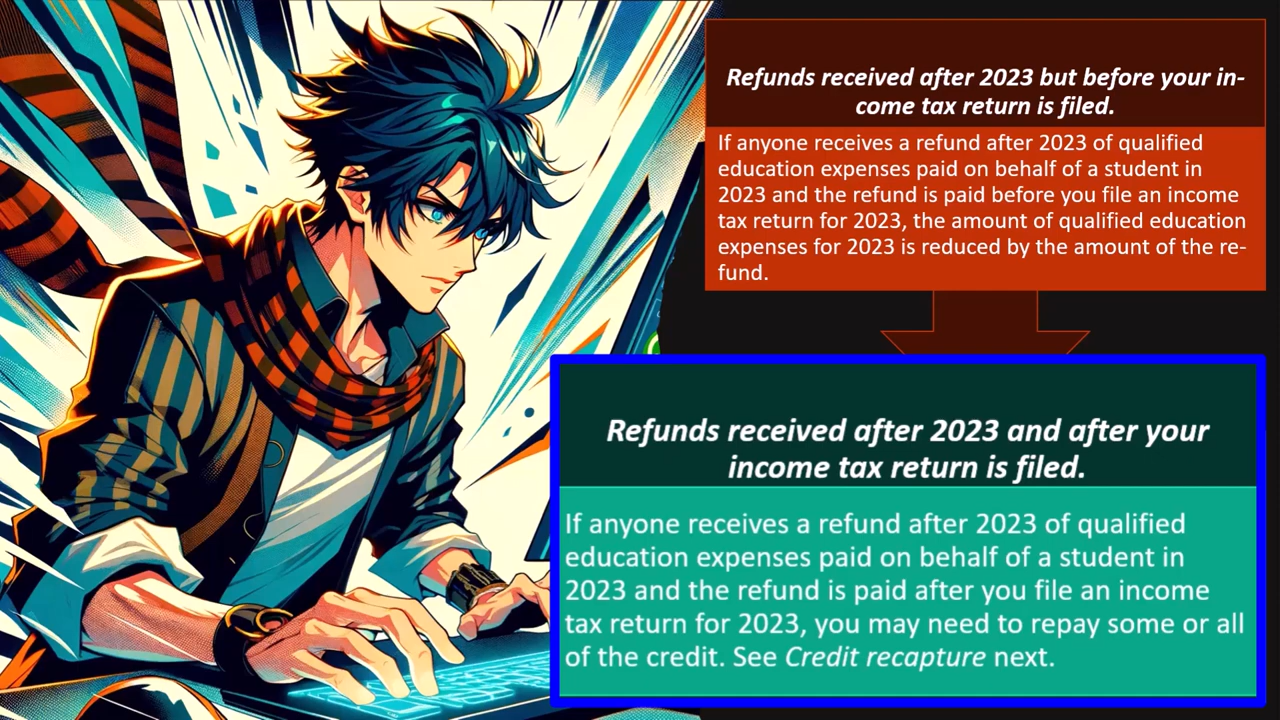 Refunds received after 2023 but before your in-
come tax return is filed.
If anyone receives a refund after 2023 of qualified
education expenses paid on behalf of a student in
2023 and the refund is paid before you file an income
tax return for 2023, the amount of qualified education
expenses for 2023 is reduced by the amount of the re-
fund.
Refunds received after 2023 and after your
income tax return is filed.
If anyone receives a refund after 2023 of qualified
education expenses paid on behalf of a student in
2023 and the refund is paid after you file an income
tax return for 2023, you may need to repay some or all
of the credit. See Credit recapture next.